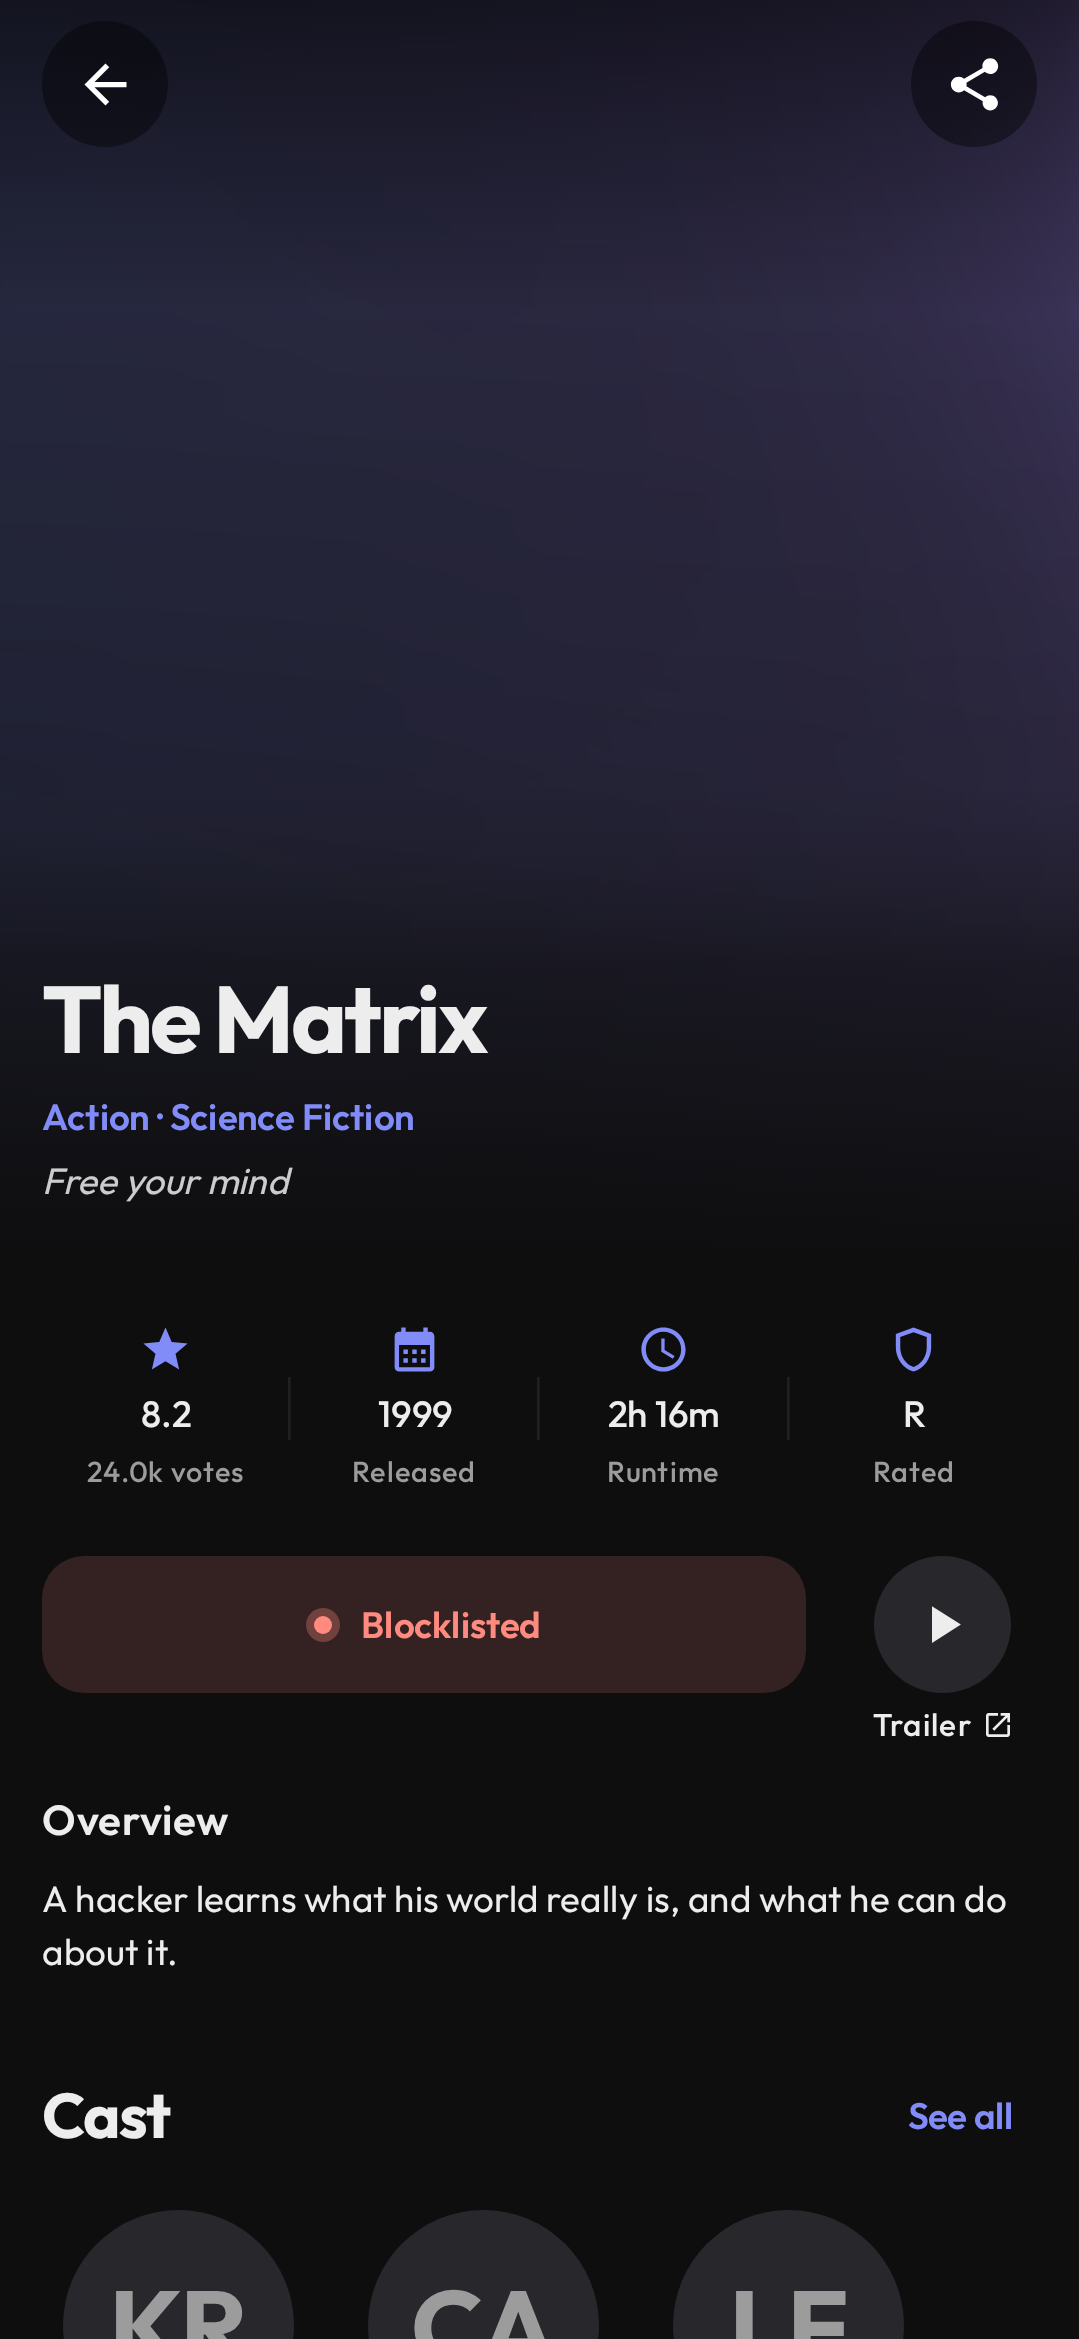 The Matrix
Action · Science Fiction
Free your mind
8.2
24.0k votes
1999
Released
2h 16m
Runtime
R
Rated
Blocklisted
Trailer
Overview
A hacker learns what his world really is, and what he can do
about it.
Cast
See all
KR
CA
LF